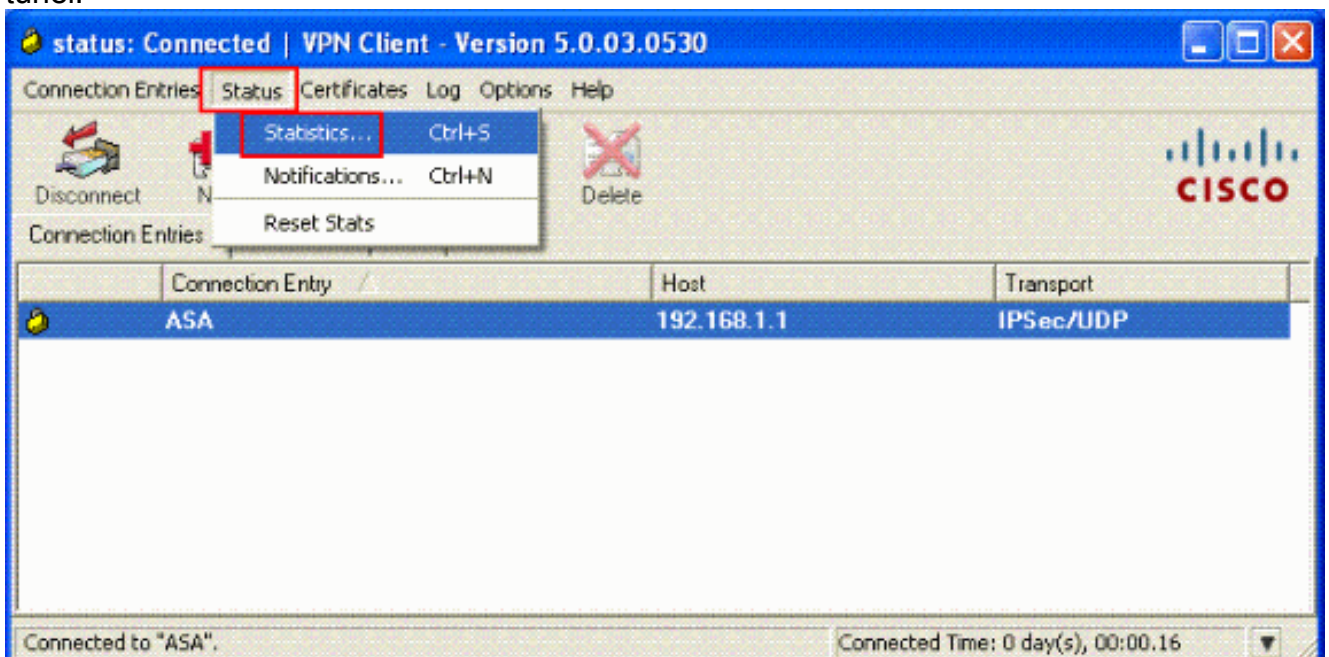 status: Connected | VPN Client - Version 5.0.03.0530
Connection Entries Status Certificates Log Options Help
Statistics... Ctrl+S
Notifications... Ctrl+N
Reset Stats
Disconnect N Delete
CISCO
Connection Entries
Connection Entry / Host Transport
ASA 192.168.1.1 IPSec/UDP
Connected to "ASA". Connected Time: 0 day(s), 00:00.16